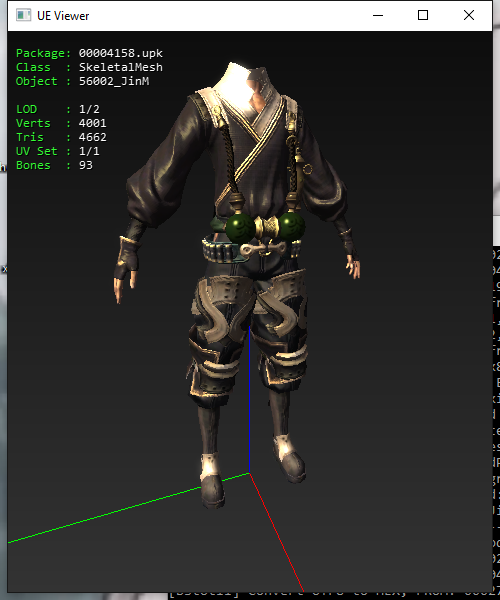 UE Viewer
Package: 00004158.upk
Class : SkeletalMesh
Object : 56002_JinM
LOD : 1/2
Verts : 4001
Tris : 4662
UV Set : 1/1
Bones : 93